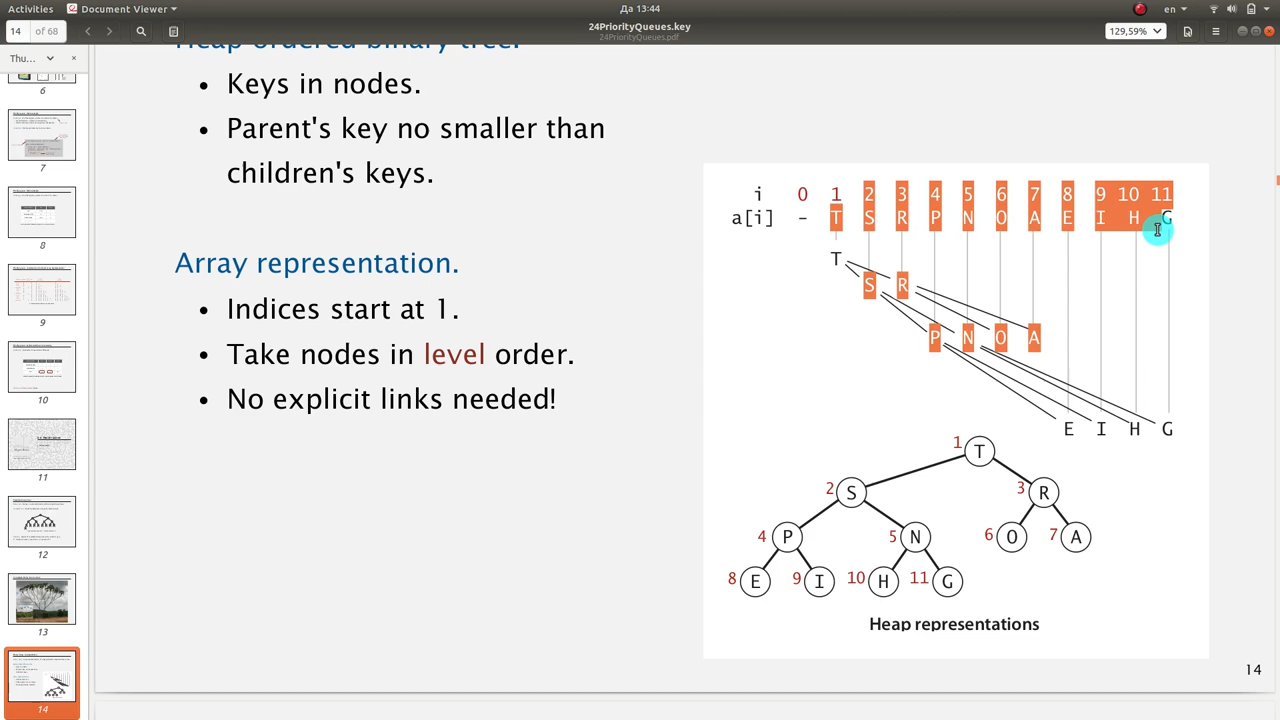 Activities Document Viewer Да 13:44 en
14 of 68 24PriorityQueues.key 129,59%
24PriorityQueues.pdf
Thu…
6
7
8
9
10
11
12
13
14
Heap ordered binary tree.
• Keys in nodes.
• Parent's key no smaller than
children's keys.
Array representation.
• Indices start at 1.
• Take nodes in level order.
• No explicit links needed!
i 0 1 2 3 4 5 6 7 8 9 10 11
a[i] - T S R P N O A E I H G
T
S R
P N O A
E I H G
1 T
2 S 3 R
4 P 5 N 6 O 7 A
8 E 9 I 10 H 11 G
Heap representations
14